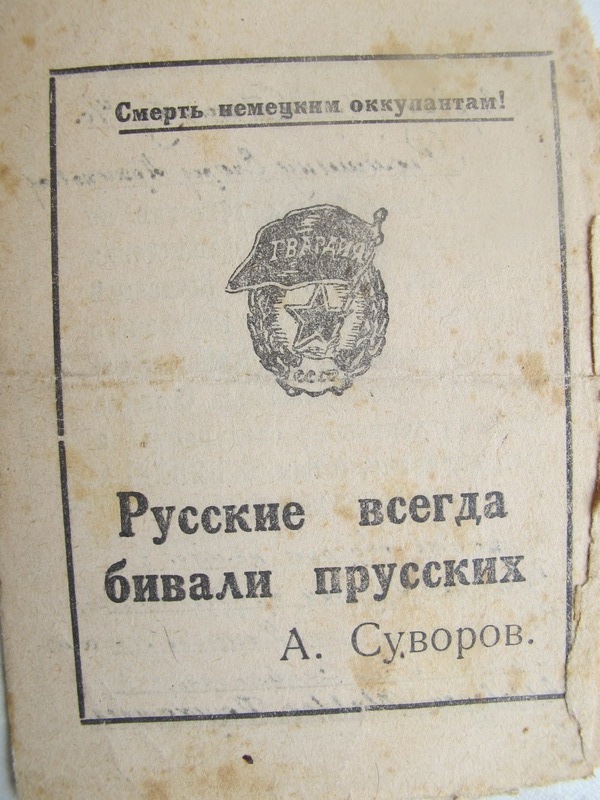 Смерть немецким оккупантам!
ГВАРДИЯ
СССР
Русские всегда
бивали прусских
А. Суворов.